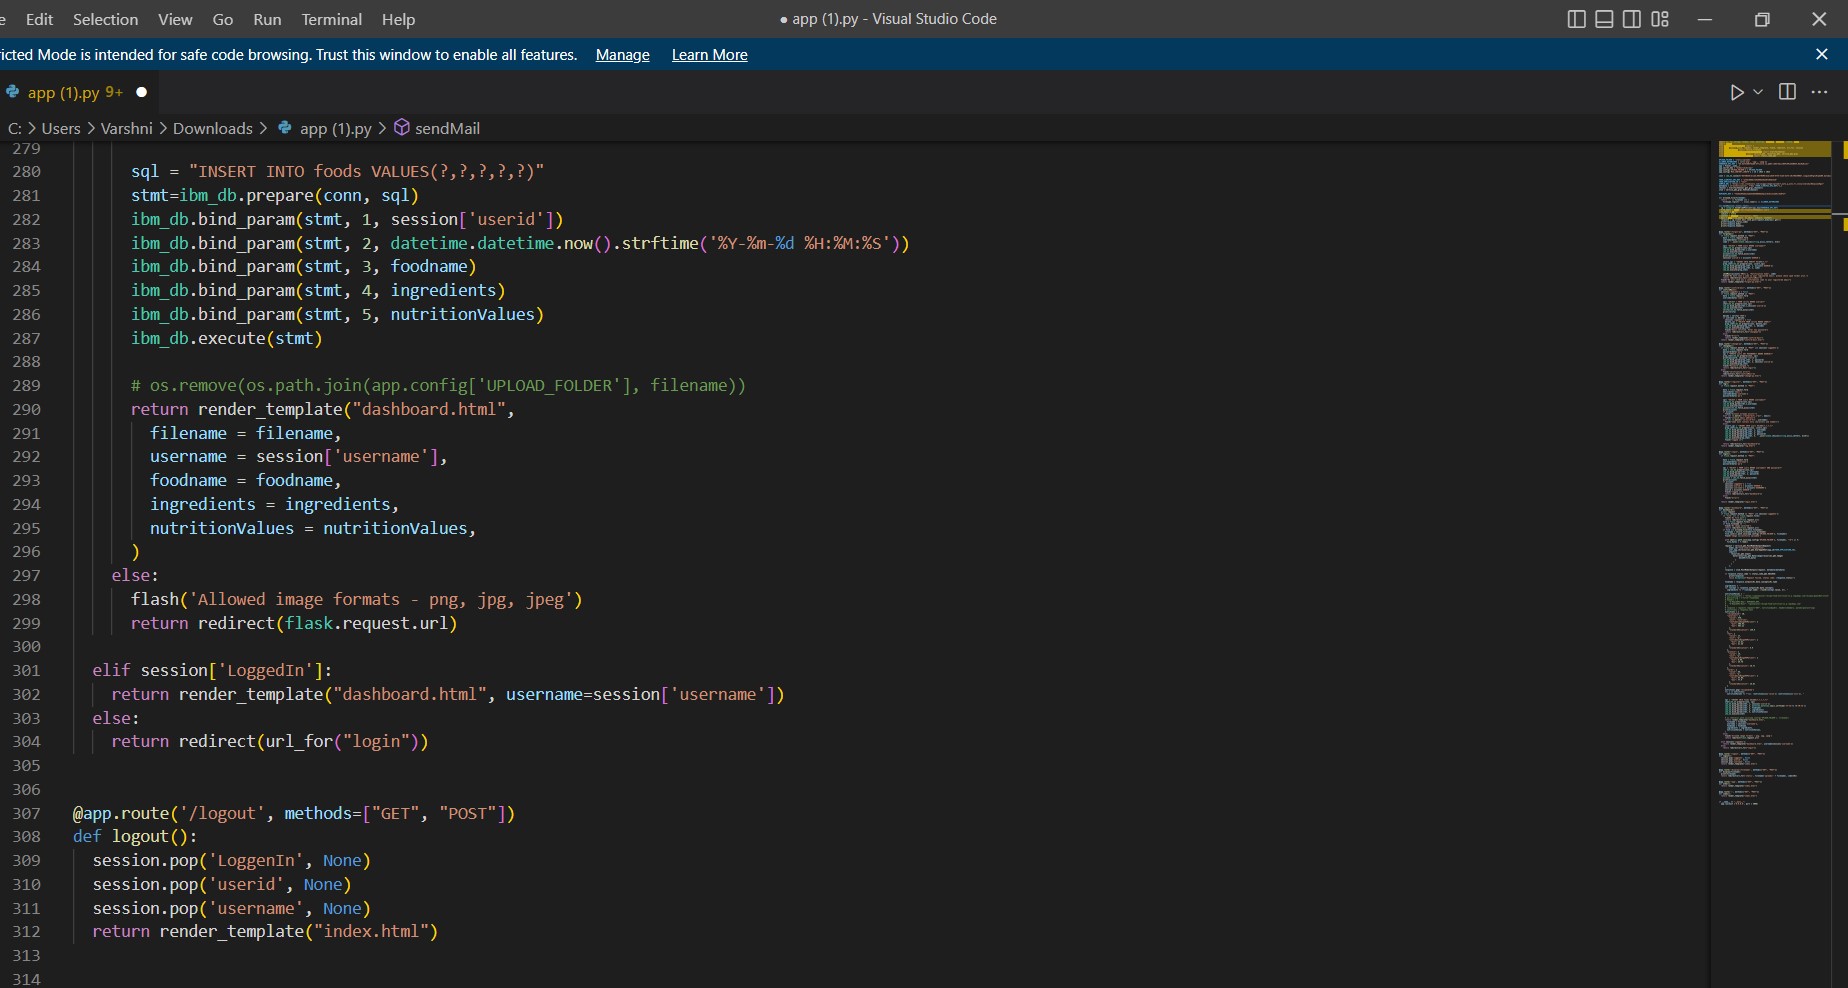 e Edit Selection View Go Run Terminal Help ● app (1).py - Visual Studio Code
ricted Mode is intended for safe code browsing. Trust this window to enable all features. Manage Learn More
app (1).py 9+ ●
C: > Users > Varshni > Downloads > app (1).py > sendMail
279
280 sql = "INSERT INTO foods VALUES(?,?,?,?,?)"
281 stmt=ibm_db.prepare(conn, sql)
282 ibm_db.bind_param(stmt, 1, session['userid'])
283 ibm_db.bind_param(stmt, 2, datetime.datetime.now().strftime('%Y-%m-%d %H:%M:%S'))
284 ibm_db.bind_param(stmt, 3, foodname)
285 ibm_db.bind_param(stmt, 4, ingredients)
286 ibm_db.bind_param(stmt, 5, nutritionValues)
287 ibm_db.execute(stmt)
288
289 # os.remove(os.path.join(app.config['UPLOAD_FOLDER'], filename))
290 return render_template("dashboard.html",
291 filename = filename,
292 username = session['username'],
293 foodname = foodname,
294 ingredients = ingredients,
295 nutritionValues = nutritionValues,
296 )
297 else:
298 flash('Allowed image formats - png, jpg, jpeg')
299 return redirect(flask.request.url)
300
301 elif session['LoggedIn']:
302 return render_template("dashboard.html", username=session['username'])
303 else:
304 return redirect(url_for("login"))
305
306
307 @app.route('/logout', methods=["GET", "POST"])
308 def logout():
309 session.pop('LoggenIn', None)
310 session.pop('userid', None)
311 session.pop('username', None)
312 return render_template("index.html")
313
314